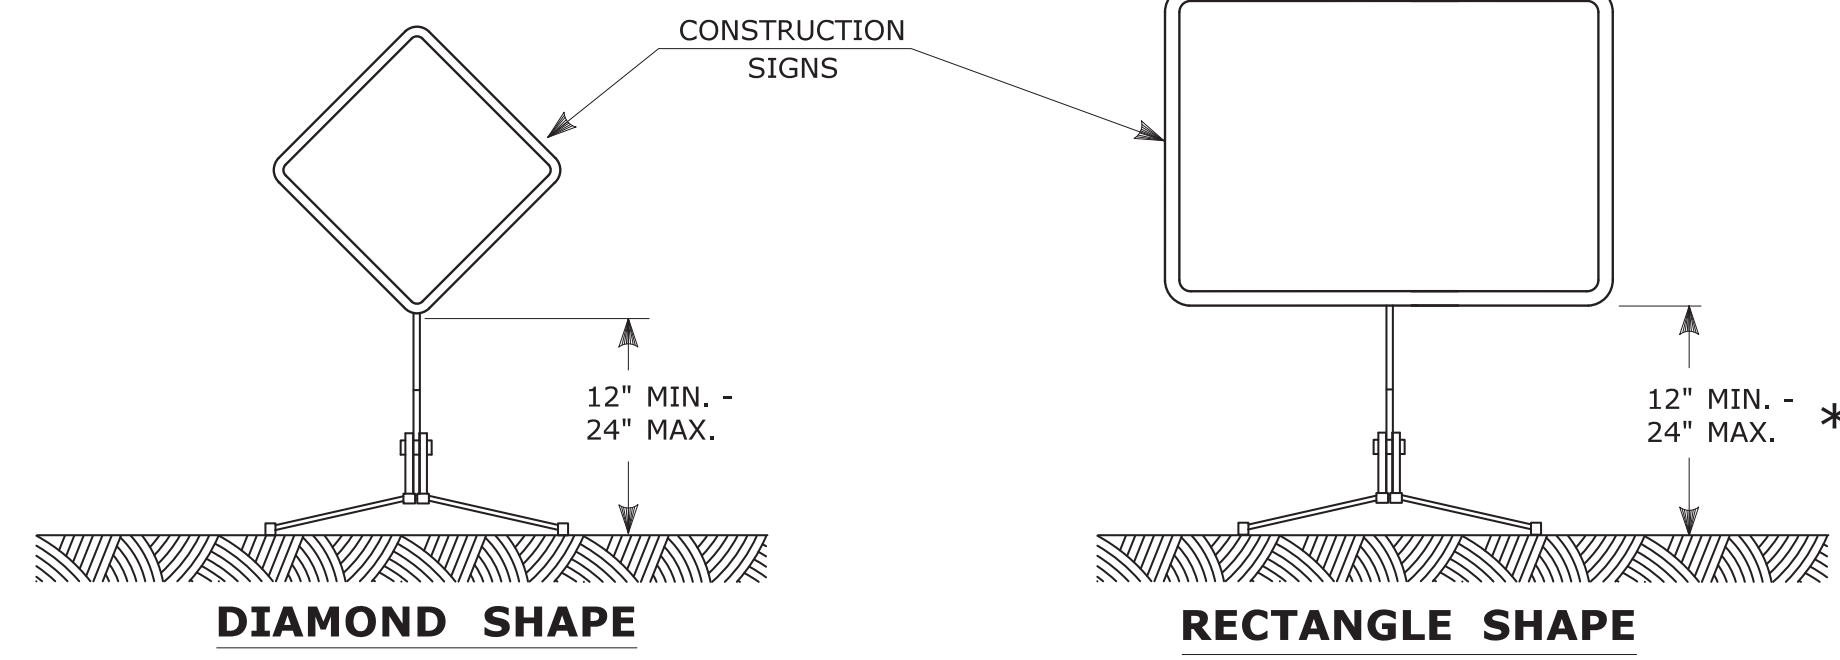 CONSTRUCTION
SIGNS
12" MIN. -
24" MAX.
12" MIN. -
24" MAX. *
DIAMOND SHAPE
RECTANGLE SHAPE